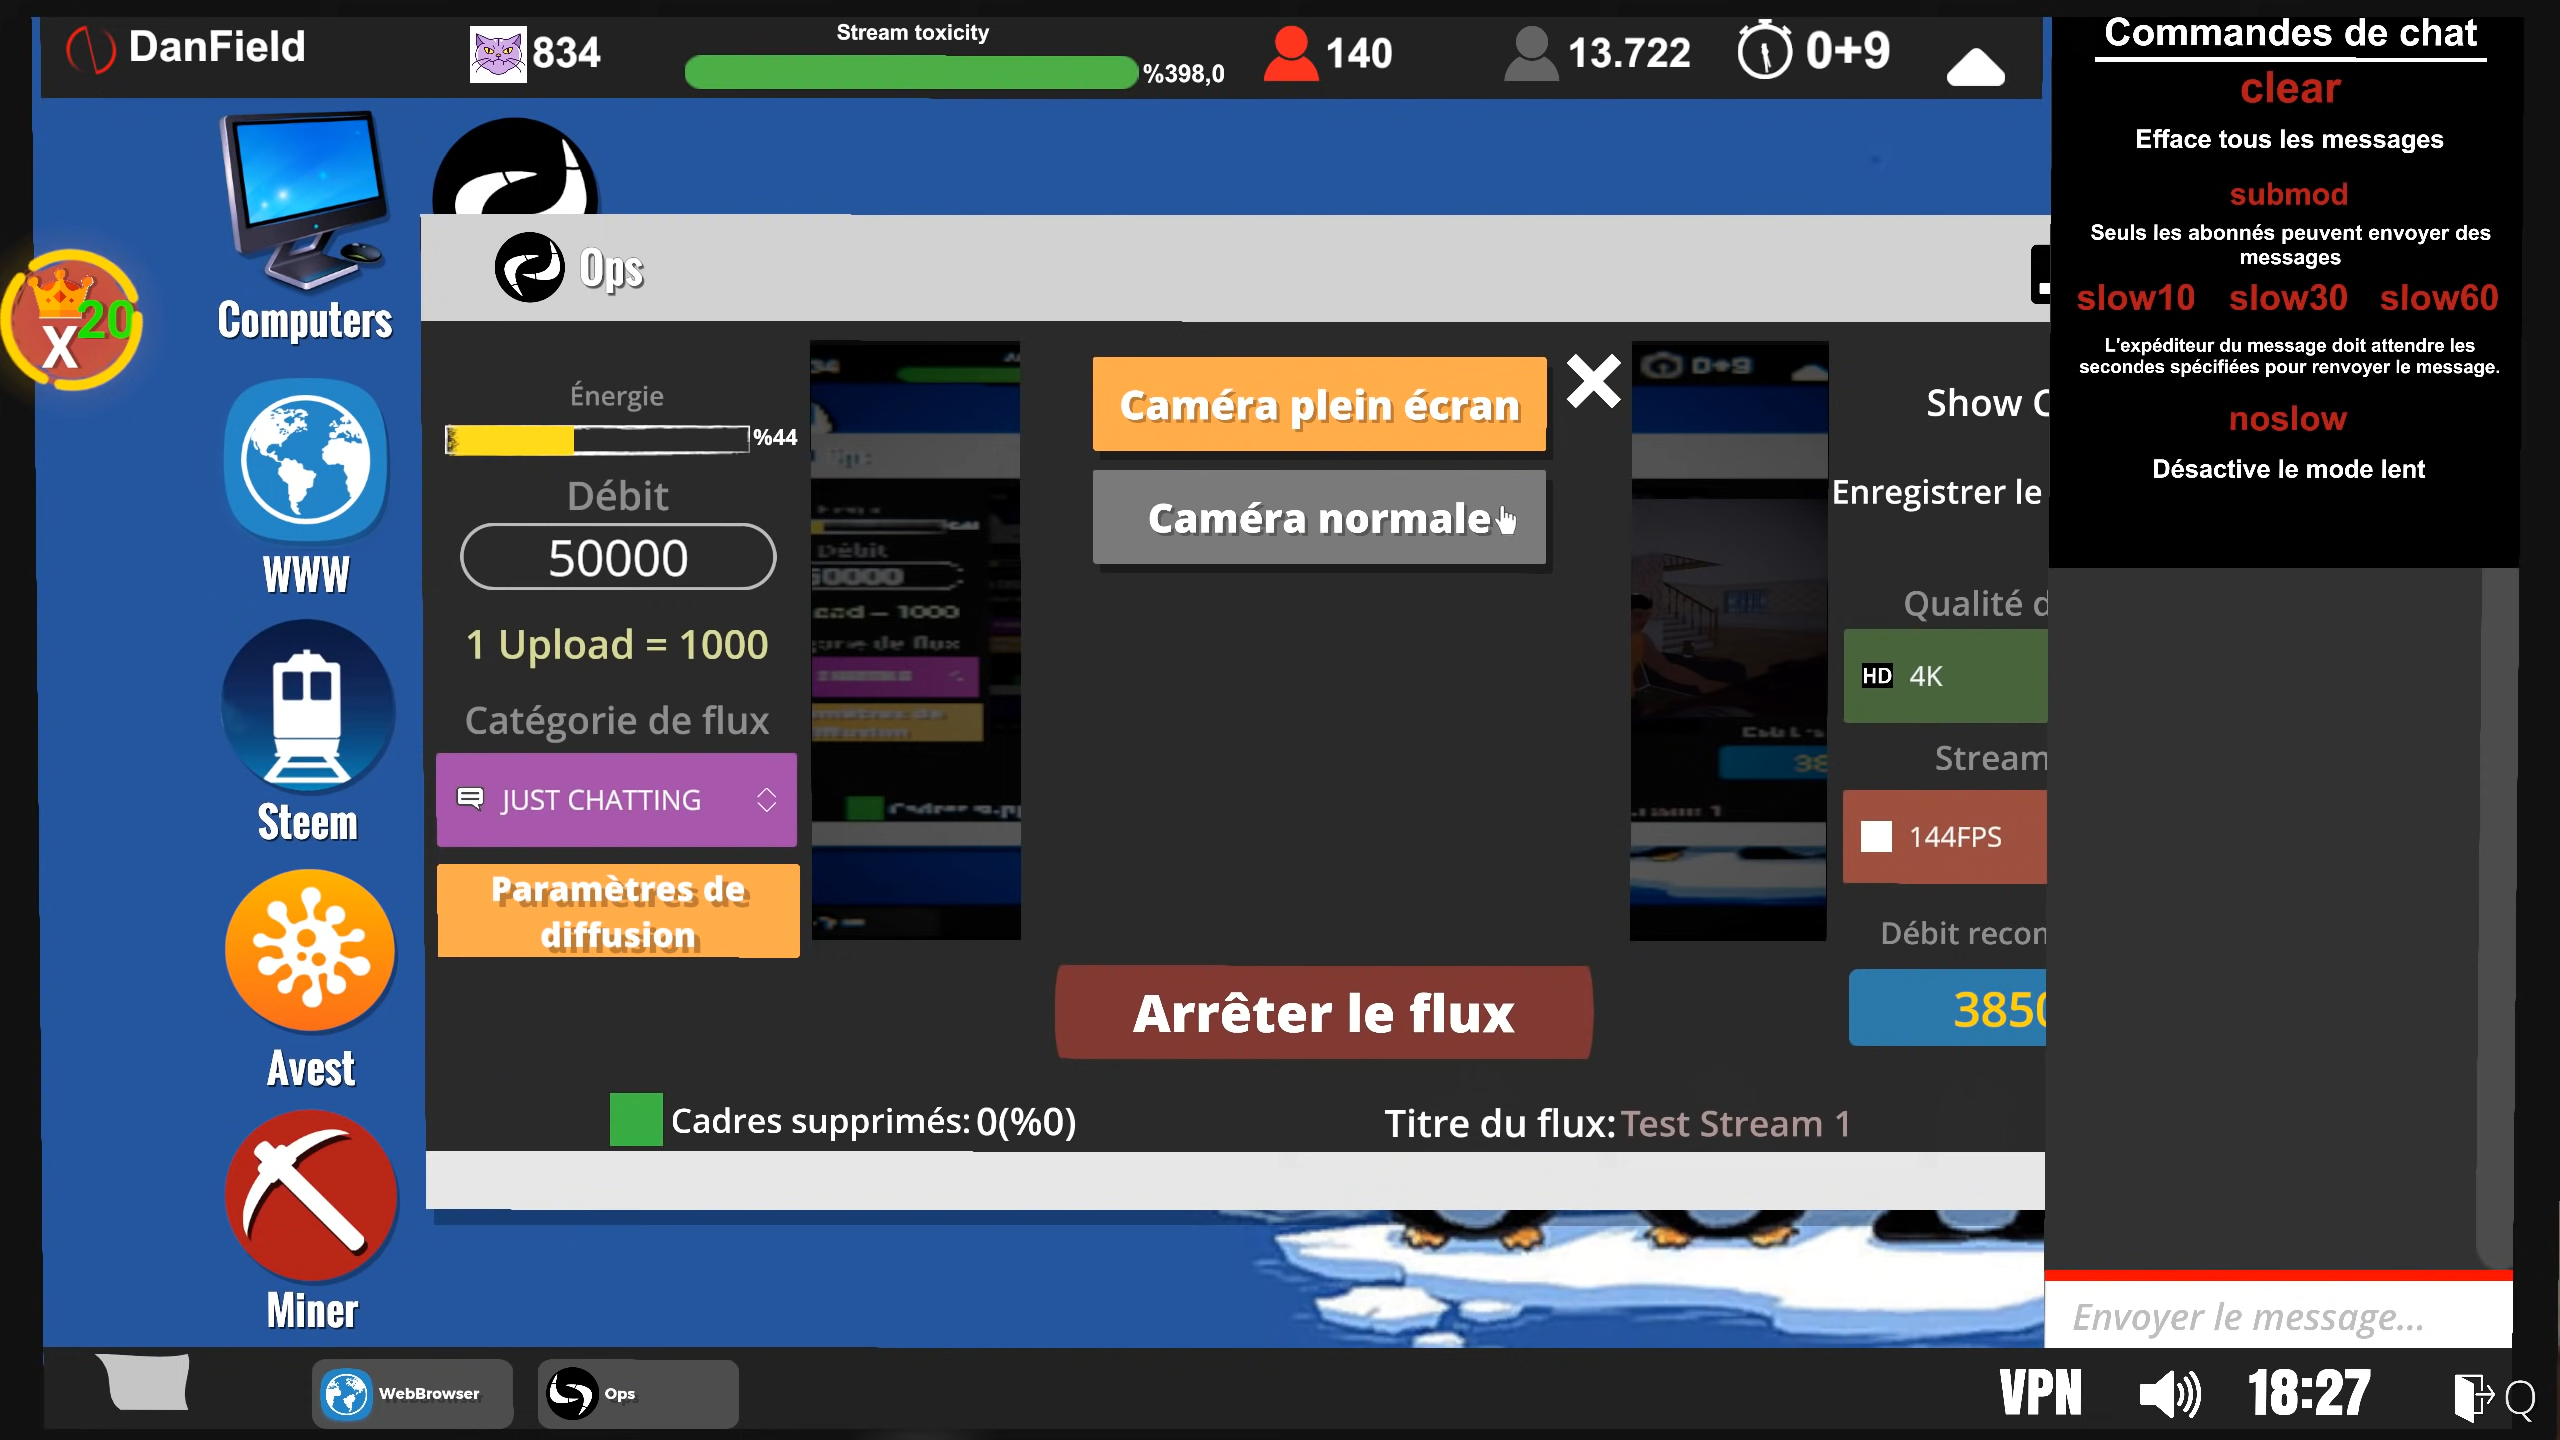 DanField
834
Stream toxicity
%398,0
140
13.722
0+9
Commandes de chat
clear
Efface tous les messages
submod
Seuls les abonnés peuvent envoyer des
messages
slow10 slow30 slow60
L'expéditeur du message doit attendre les
secondes spécifiées pour renvoyer le message.
noslow
Désactive le mode lent
Computers
X20
WWW
Steem
Avest
Miner
Ops
Énergie
%44
Débit
50000
1 Upload = 1000
Catégorie de flux
JUST CHATTING
Paramètres de
diffusion
Caméra plein écran
Caméra normale
0+9
Débit
50000
Arrêter le flux
Show
Enregistrer le
Qualité
HD 4K
Stream
144FPS
Débit
3850
Cadres supprimés: 0(%0)
Titre du flux: Test Stream 1
Envoyer le message...
WebBrowser
Ops
VPN
18:27
Q